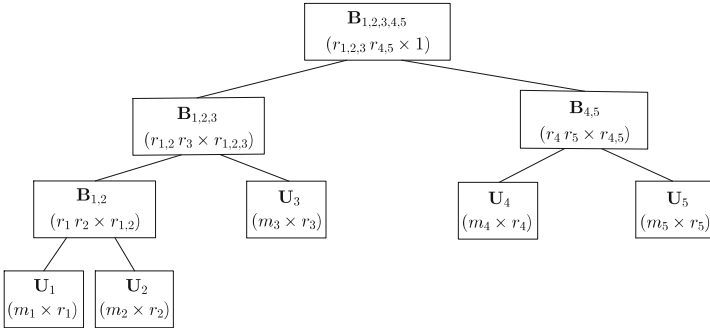 B₁,₂,₃,₄,₅
(r₁,₂,₃ r₄,₅ × 1)
B₁,₂,₃
(r₁,₂ r₃ × r₁,₂,₃)
B₄,₅
(r₄ r₅ × r₄,₅)
B₁,₂
(r₁ r₂ × r₁,₂)
U₃
(m₃ × r₃)
U₄
(m₄ × r₄)
U₅
(m₅ × r₅)
U₁
(m₁ × r₁)
U₂
(m₂ × r₂)